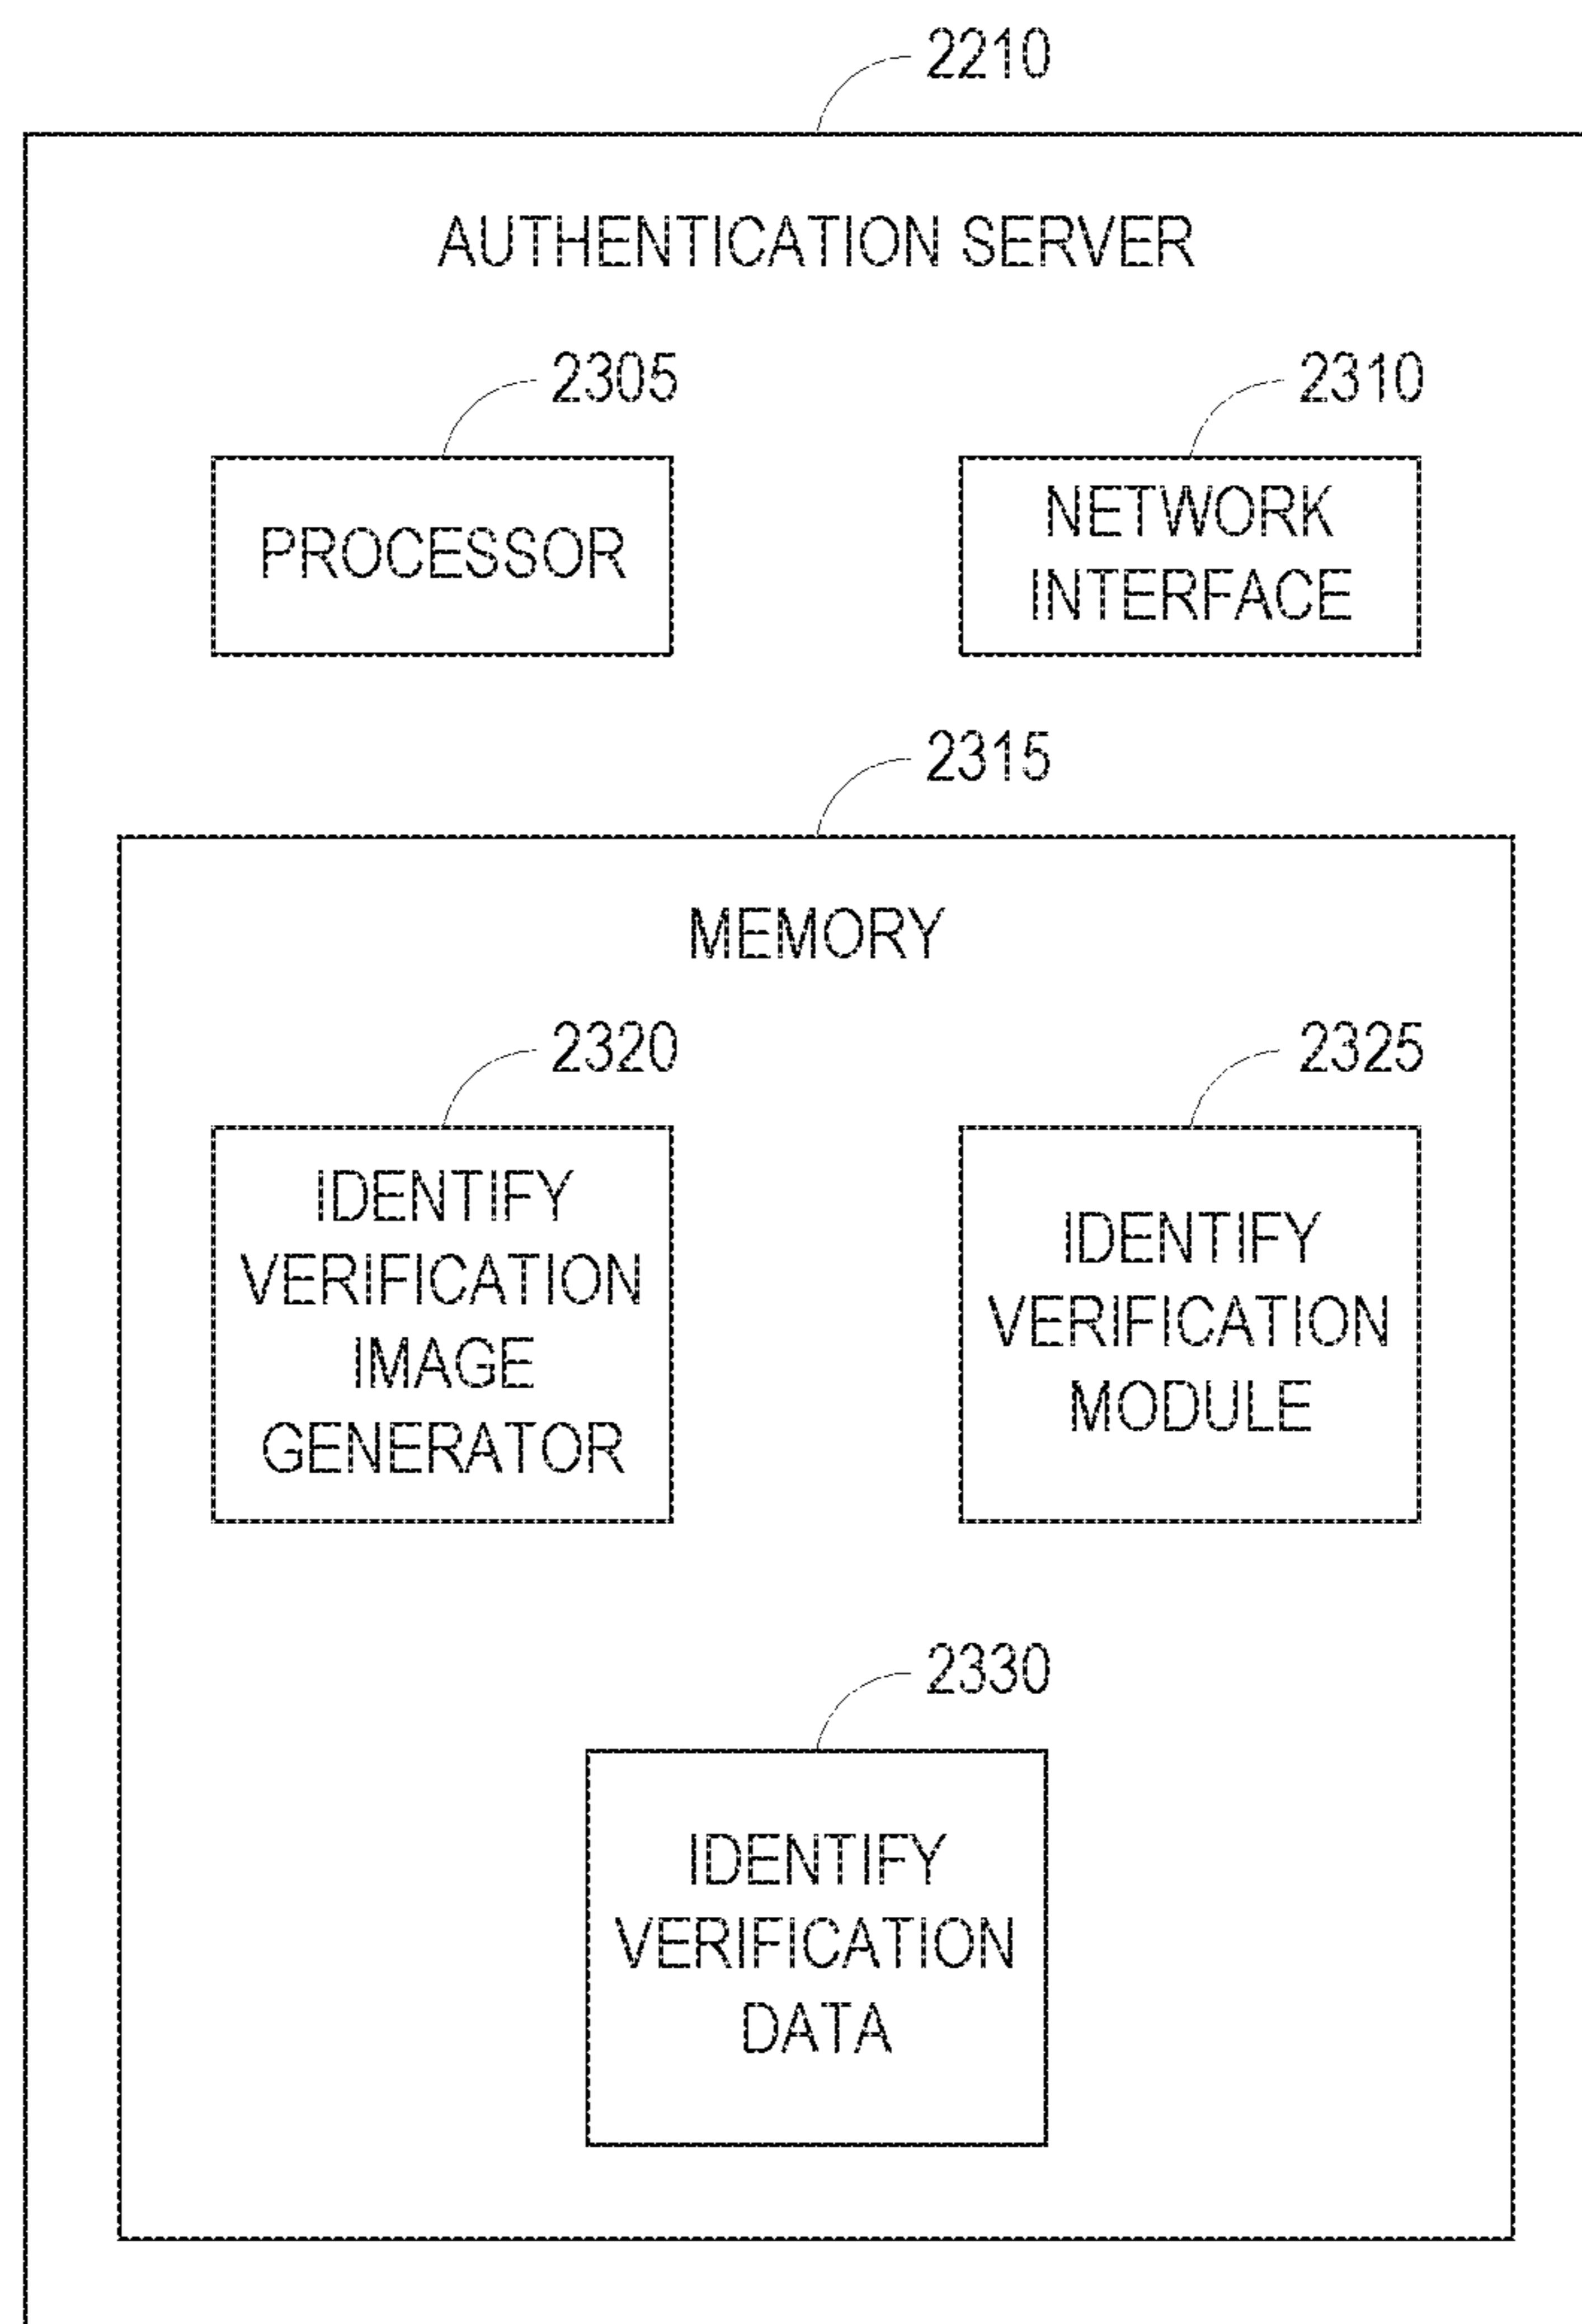 2210
AUTHENTICATION SERVER
2305
2310
PROCESSOR
NETWORK
INTERFACE
2315
MEMORY
2320
2325
IDENTIFY
VERIFICATION
IMAGE
GENERATOR
IDENTIFY
VERIFICATION
MODULE
2330
IDENTIFY
VERIFICATION
DATA